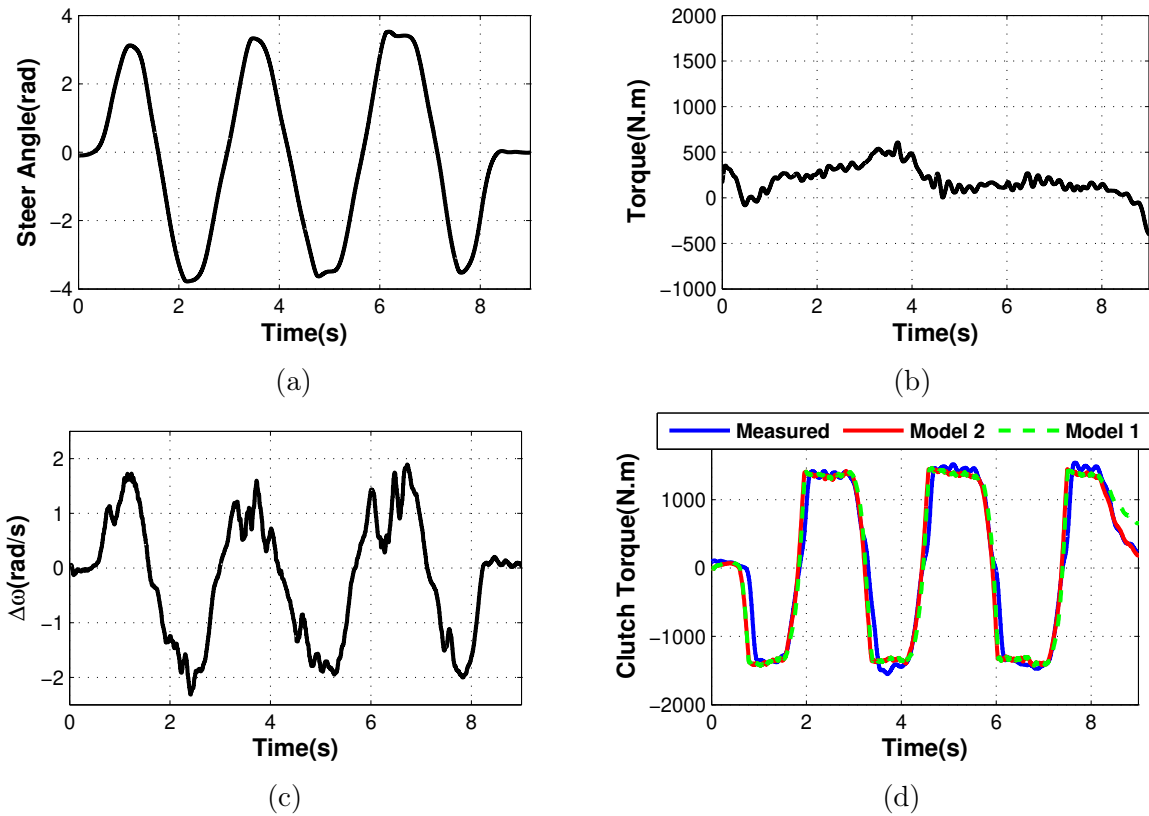 4
2
0
−2
−4
Steer Angle(rad)
0 2 4 6 8
Time(s)
(a)
2000
1500
1000
500
0
−500
−1000
Torque(N.m)
0 2 4 6 8
Time(s)
(b)
2
1
0
−1
−2
Δω(rad/s)
0 2 4 6 8
Time(s)
(c)
Measured Model 2 Model 1
1000
0
−1000
−2000
Clutch Torque(N.m)
0 2 4 6 8
Time(s)
(d)